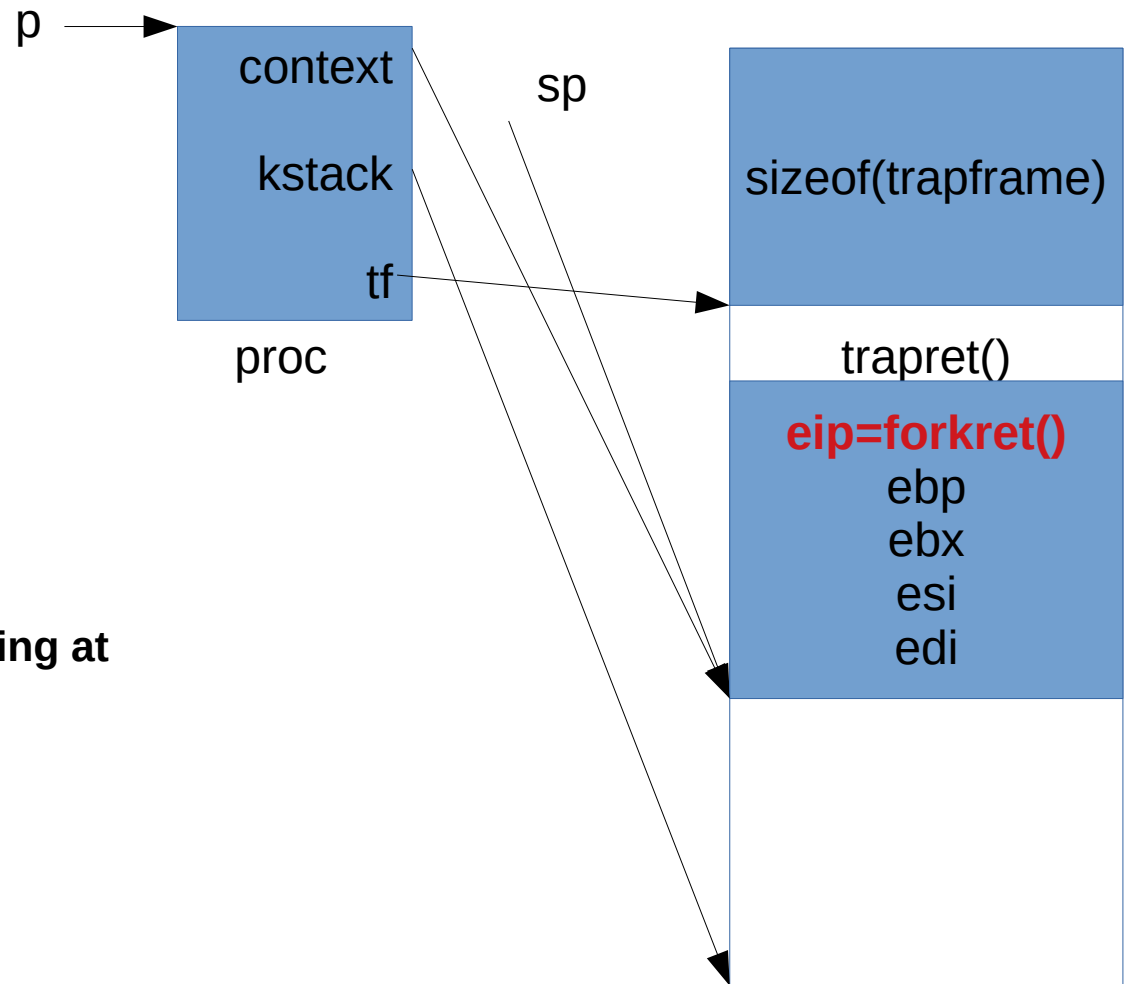 p
context
kstack
tf
proc
sp
sizeof(trapframe)
trapret()
eip=forkret()
ebp
ebx
esi
edi
ing at